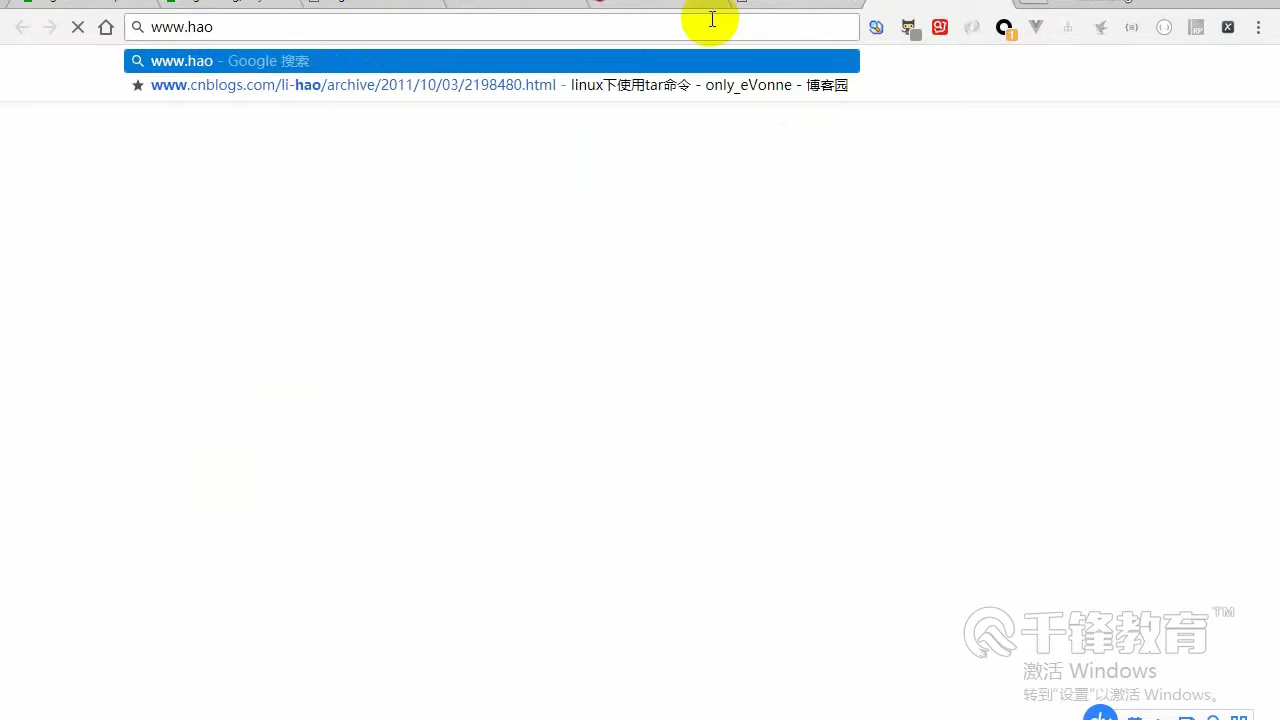 www.hao
www.hao - Google 搜索
www.cnblogs.com/li-hao/archive/2011/10/03/2198480.html - linux下使用tar命令 - only_eVonne - 博客园
千锋教育™
激活 Windows
转到"设置"以激活 Windows。